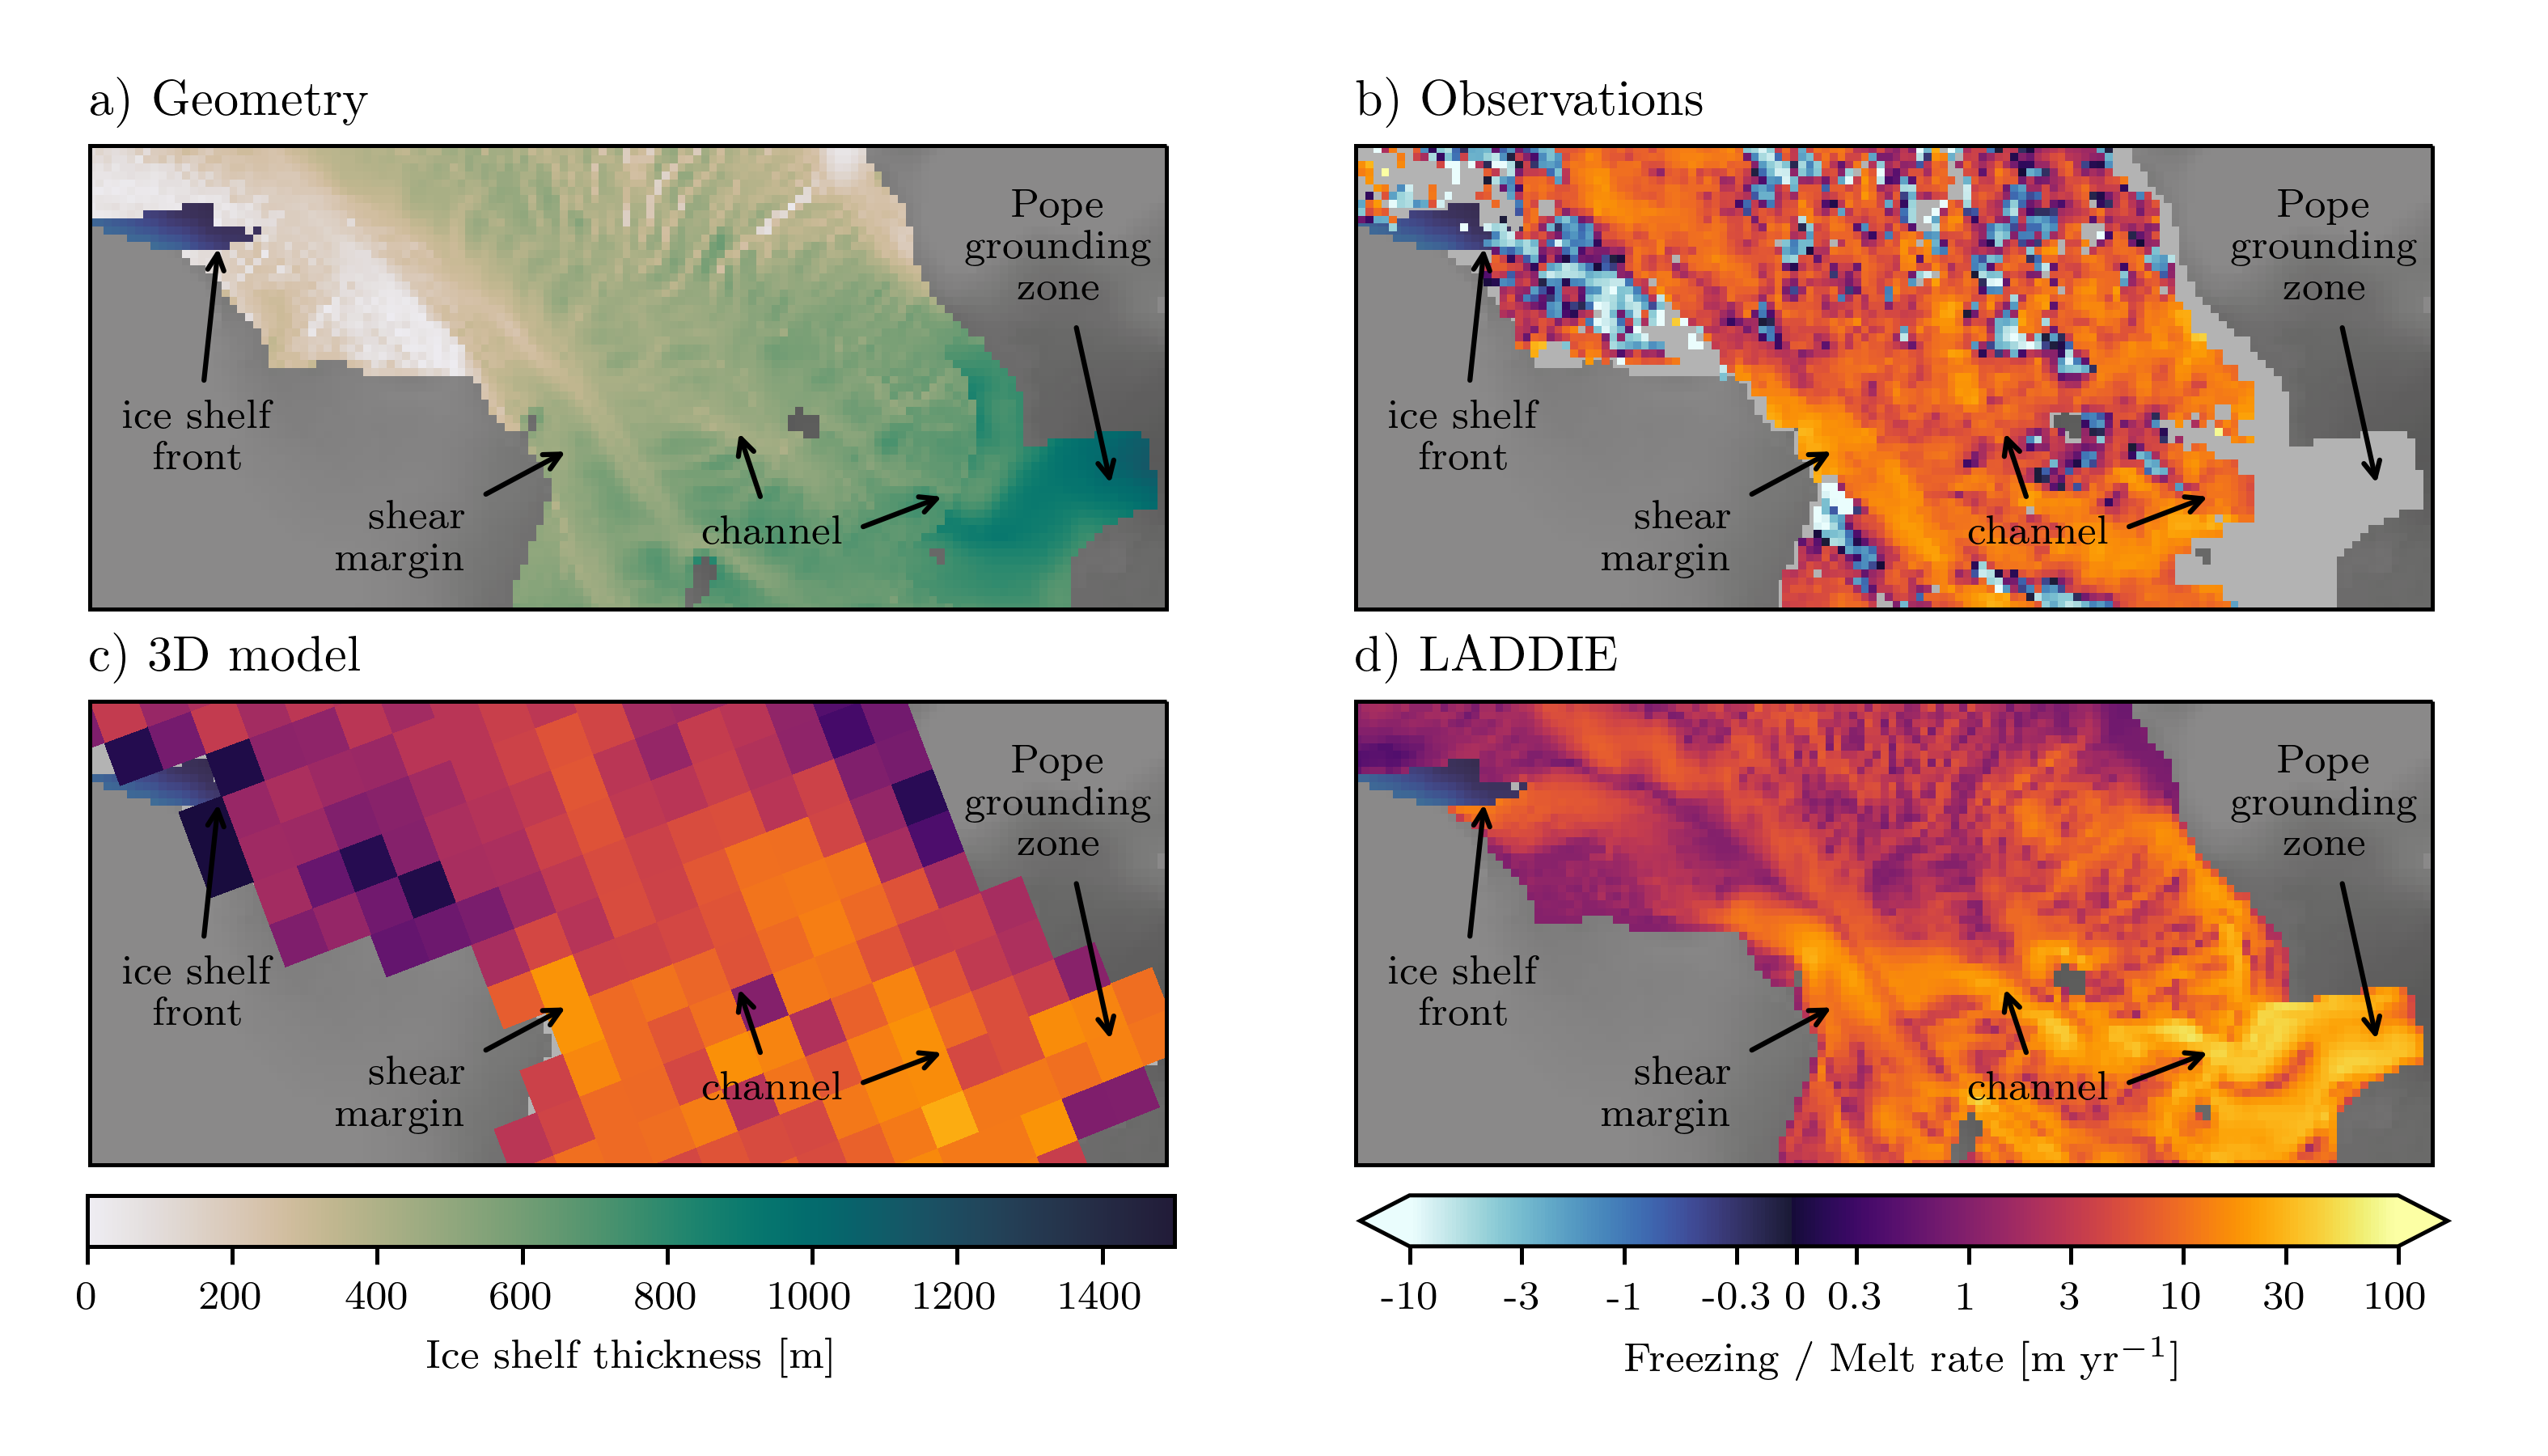 a) Geometry
Pope
grounding
zone
ice shelf
front
shear
margin
channel
b) Observations
Pope
grounding
zone
ice shelf
front
shear
margin
channel
c) 3D model
Pope
grounding
zone
ice shelf
front
shear
margin
channel
d) LADDIE
Pope
grounding
zone
ice shelf
front
shear
margin
channel
0 200 400 600 800 1000 1200 1400
Ice shelf thickness [m]
-10 -3 -1 -0.3 0 0.3 1 3 10 30 100
Freezing / Melt rate [m yr⁻¹]